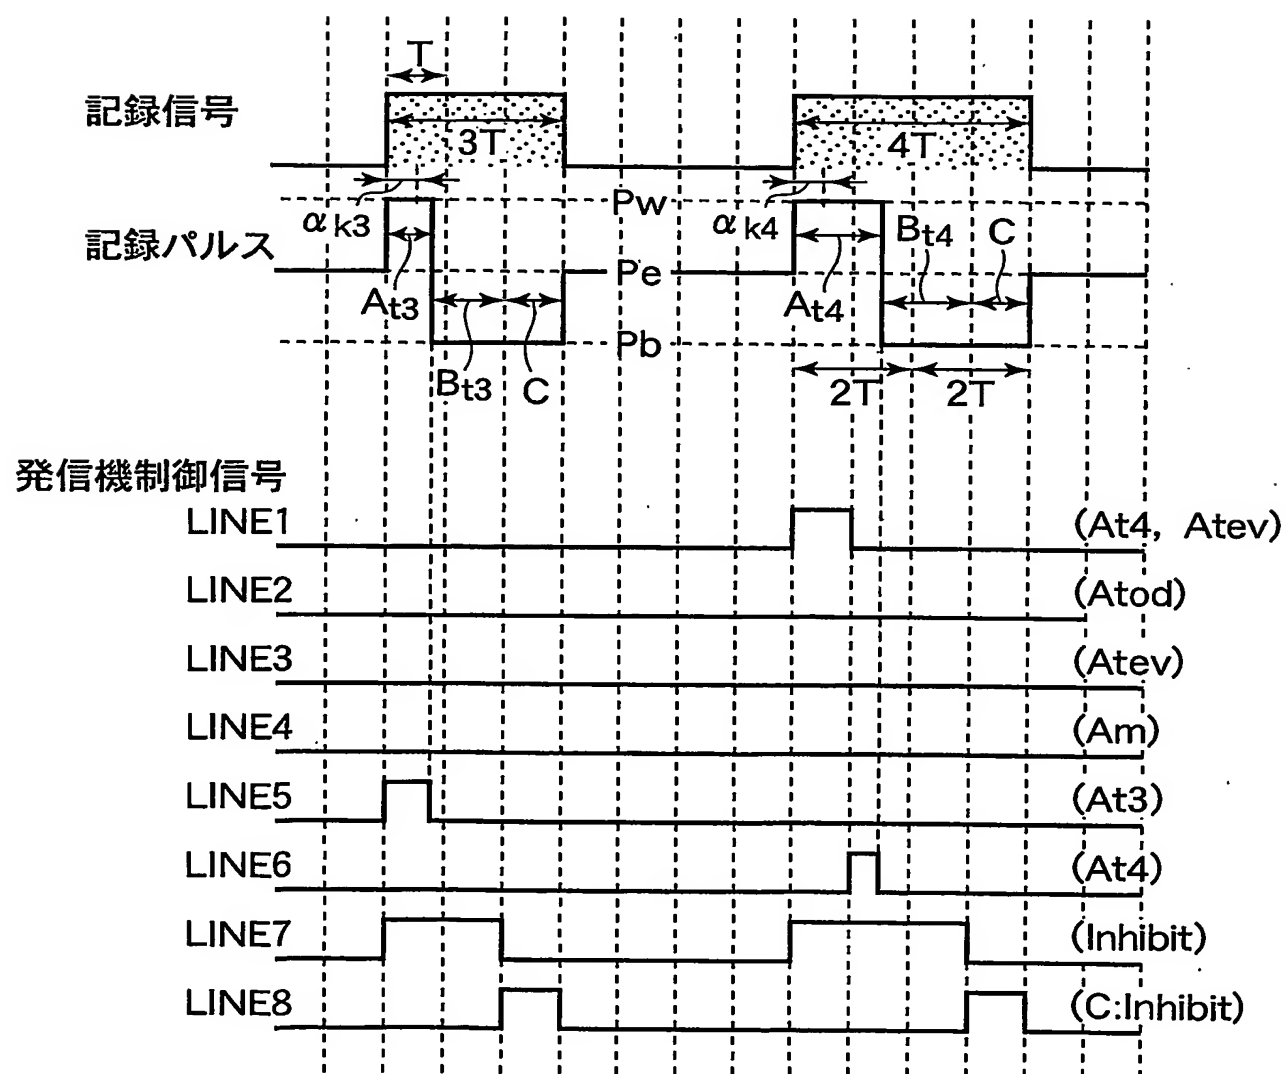 T
記録信号
3T
4T
αk3
Pw
αk4
記録パルス
At3
Pe
At4
Bt4
C
Bt3
C
Pb
2T
2T
発信機制御信号
LINE1
(At4, Atev)
LINE2
(Atod)
LINE3
(Atev)
LINE4
(Am)
LINE5
(At3)
LINE6
(At4)
LINE7
(Inhibit)
LINE8
(C:Inhibit)